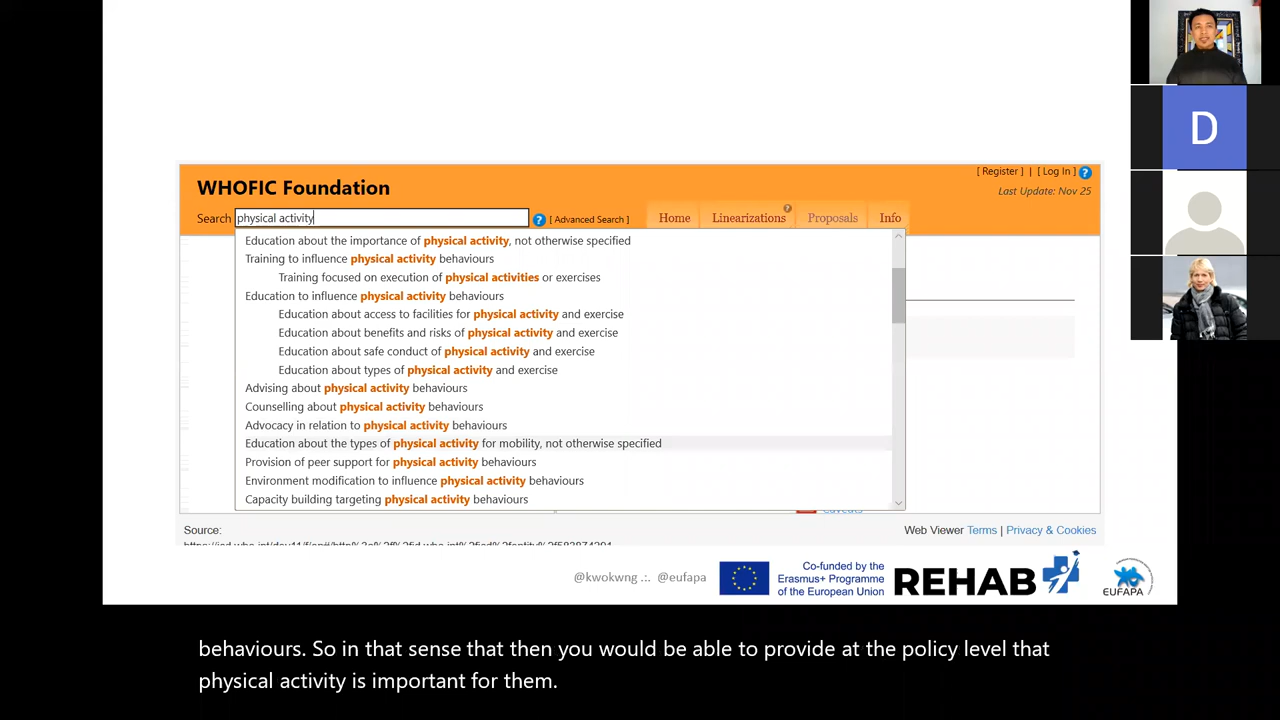 WHOFIC Foundation
[ Register ] | [ Log In ] ?
Last Update: Nov 25
Search physical activity ? [ Advanced Search ] Home Linearizations ? Proposals Info
Education about the importance of physical activity, not otherwise specified
Training to influence physical activity behaviours
Training focused on execution of physical activities or exercises
Education to influence physical activity behaviours
Education about access to facilities for physical activity and exercise
Education about benefits and risks of physical activity and exercise
Education about safe conduct of physical activity and exercise
Education about types of physical activity and exercise
Advising about physical activity behaviours
Counselling about physical activity behaviours
Advocacy in relation to physical activity behaviours
Education about the types of physical activity for mobility, not otherwise specified
Provision of peer support for physical activity behaviours
Environment modification to influence physical activity behaviours
Capacity building targeting physical activity behaviours
Source:
Web Viewer Terms | Privacy & Cookies
@kwokwng .:. @eufapa
Co-funded by the
Erasmus+ Programme
of the European Union
REHAB
EUFAPA
D
behaviours. So in that sense that then you would be able to provide at the policy level that
physical activity is important for them.